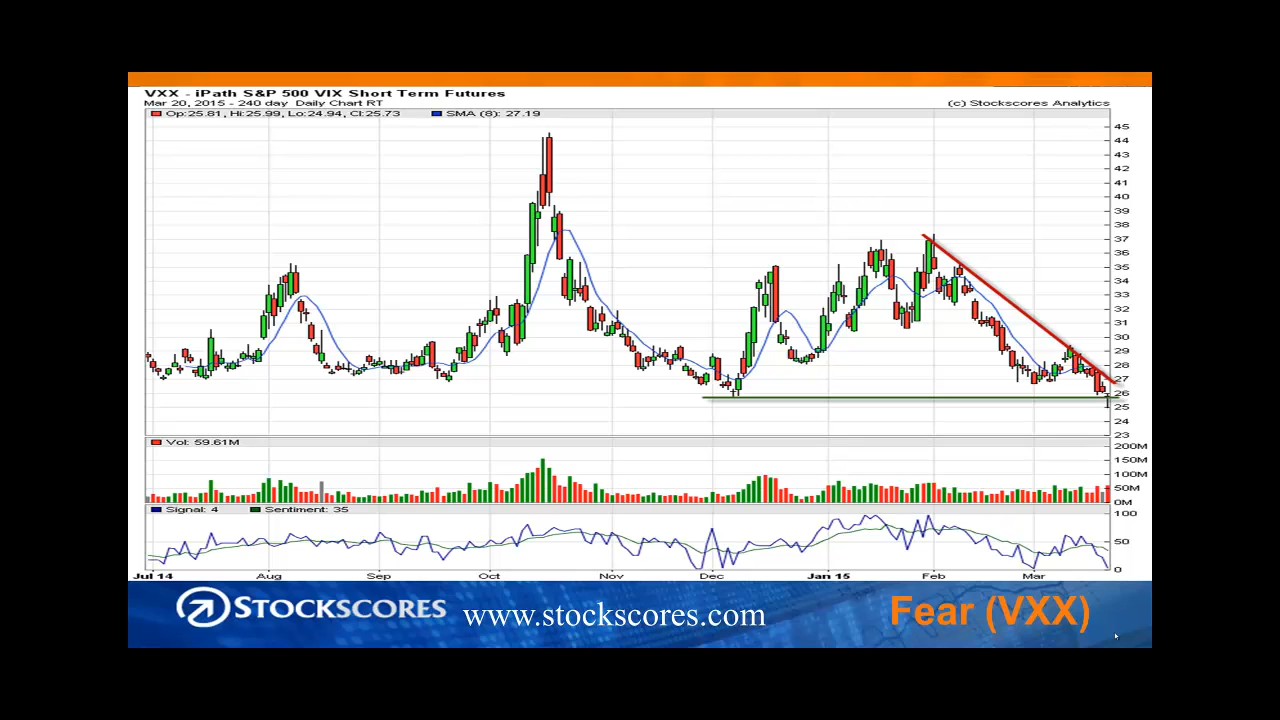 VXX - iPath S&P 500 VIX Short Term Futures
Mar 20, 2015 - 240 day Daily Chart RT
(c) Stockscores Analytics
Op:25.81, Hi:25.99, Lo:24.94, Cl:25.73
SMA (8): 27.19
45
44
43
42
41
40
39
38
37
36
35
34
33
32
31
30
29
28
27
26
25
24
23
Vol: 59.61M
200M
150M
100M
50M
0M
Signal: 4
Sentiment: 35
100
50
0
Jul 14
Aug
Sep
Oct
Nov
Dec
Jan 15
Feb
Mar
STOCKSCORES
www.stockscores.com
Fear (VXX)